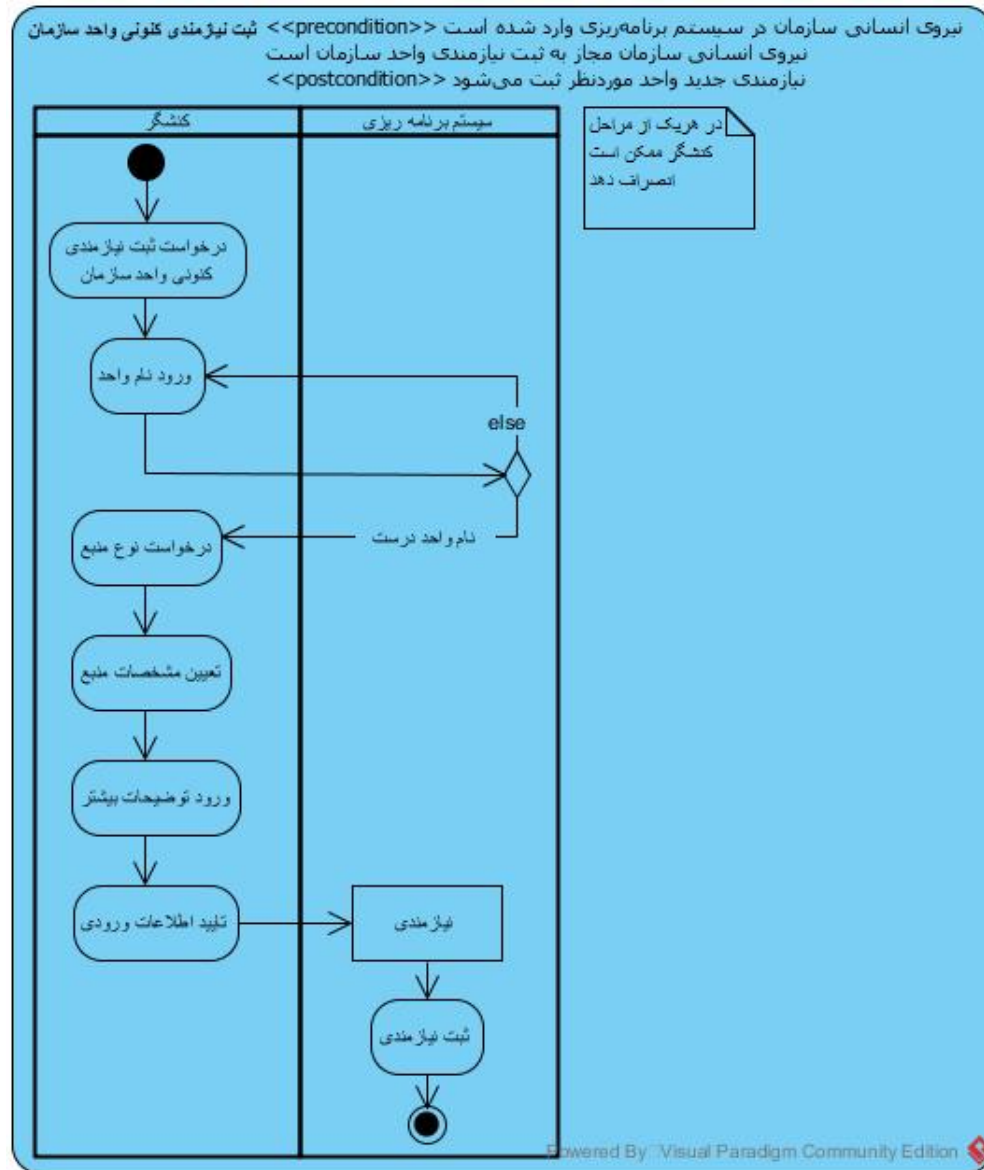 ثبت نیازمندی کنونی واحد سازمان <<precondition>> نیروی انسانی سازمان در سیستم برنامه‌ریزی وارد شده است
نیروی انسانی سازمان مجاز به ثبت نیازمندی واحد سازمان است
<<postcondition>> نیازمندی جدید واحد موردنظر ثبت می‌شود
کنشگر
سیستم برنامه ریزی
در هریک از مراحل
کنشگر ممکن است
انصراف دهد
درخواست ثبت نیازمندی
کنونی واحد سازمان
ورود نام واحد
else
نام واحد درست
درخواست نوع منبع
تعیین مشخصات منبع
ورود توضیحات بیشتر
تایید اطلاعات ورودی
نیازمندی
ثبت نیازمندی
Powered By Visual Paradigm Community Edition